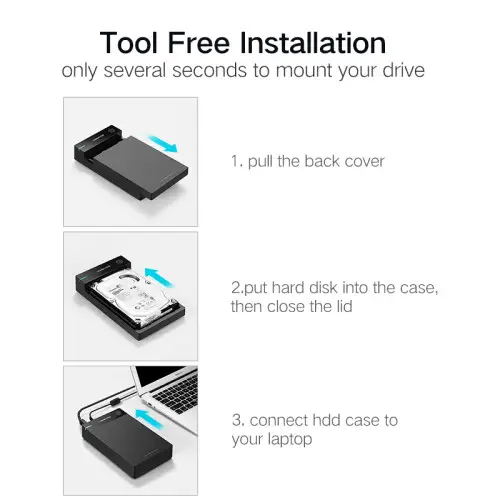 Tool Free Installation
only several seconds to mount your drive
1. pull the back cover
2.put hard disk into the case,
then close the lid
3. connect hdd case to
your laptop